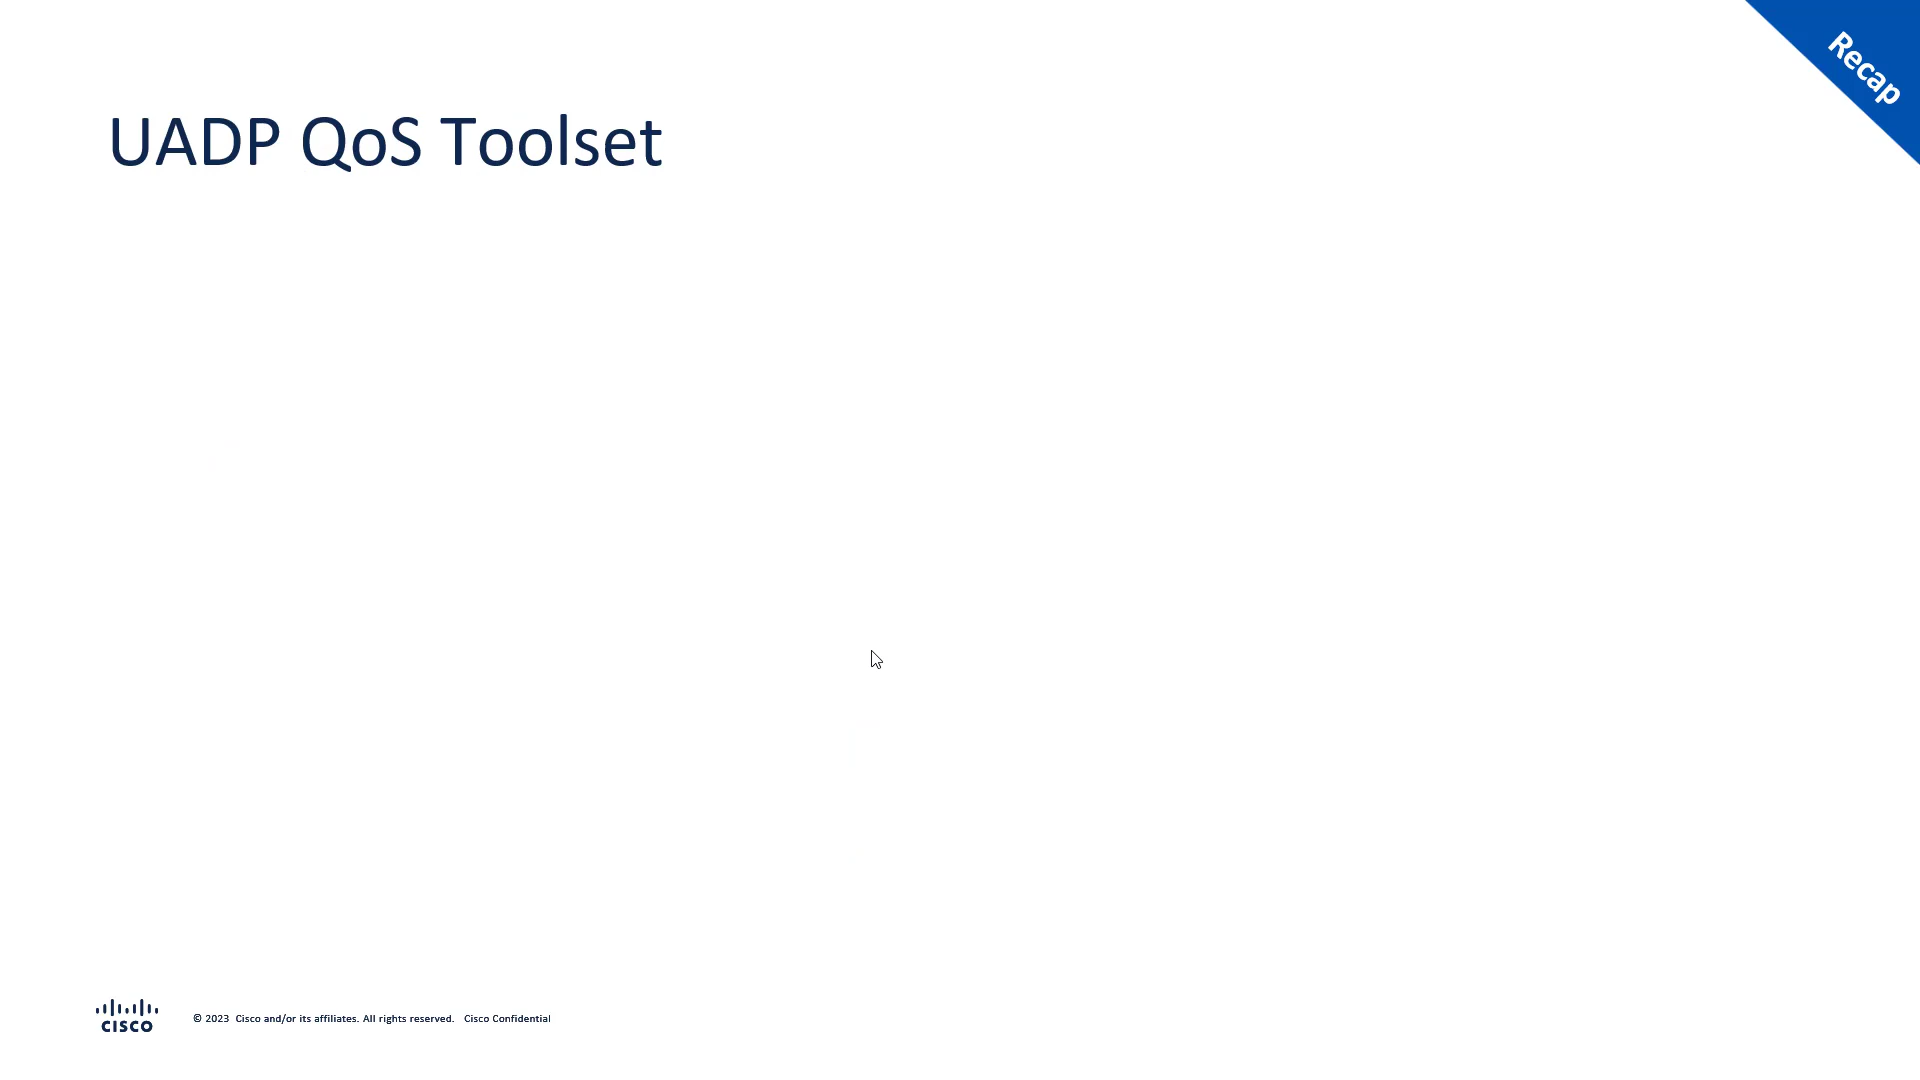 Recap
UADP QoS Toolset
CISCO
© 2023 Cisco and/or its affiliates. All rights reserved. Cisco Confidential